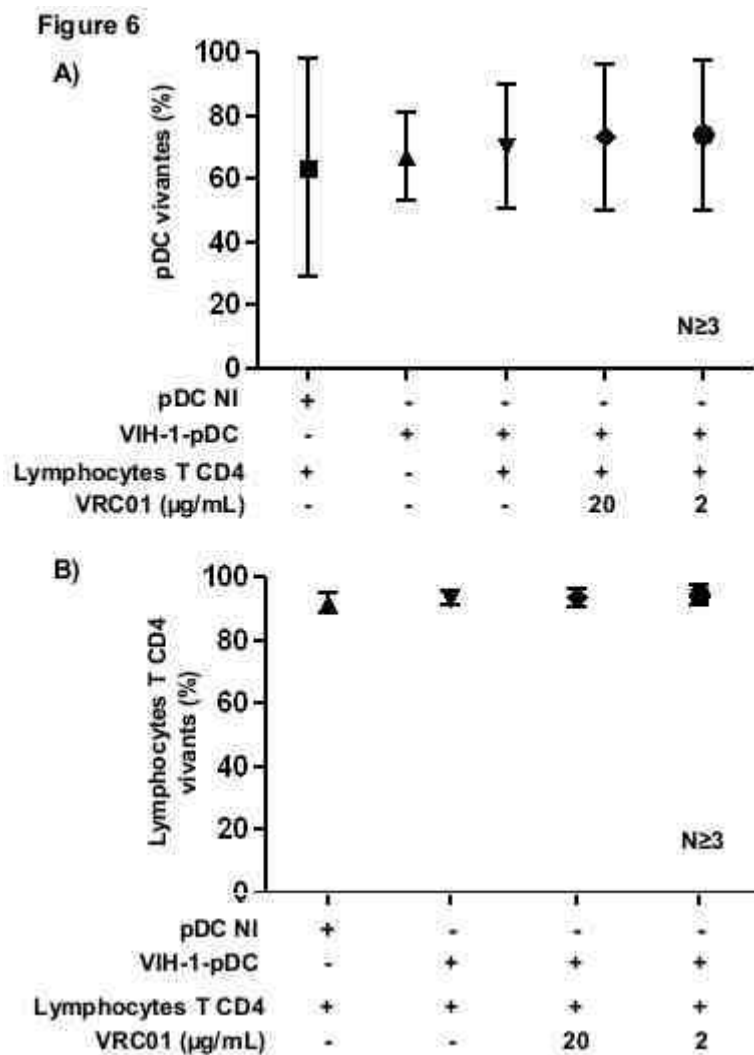 Figure 6
A)
pDC vivantes (%)
100
80
60
40
20
0
N≥3
pDC NI + - - - -
VIH-1-pDC - + + + +
Lymphocytes T CD4 + - + + +
VRC01 (µg/mL) - - - 20 2
B)
Lymphocytes T CD4
vivants (%)
100
80
60
40
20
0
N≥3
pDC NI + - - -
VIH-1-pDC - + + +
Lymphocytes T CD4 + + + +
VRC01 (µg/mL) - - 20 2